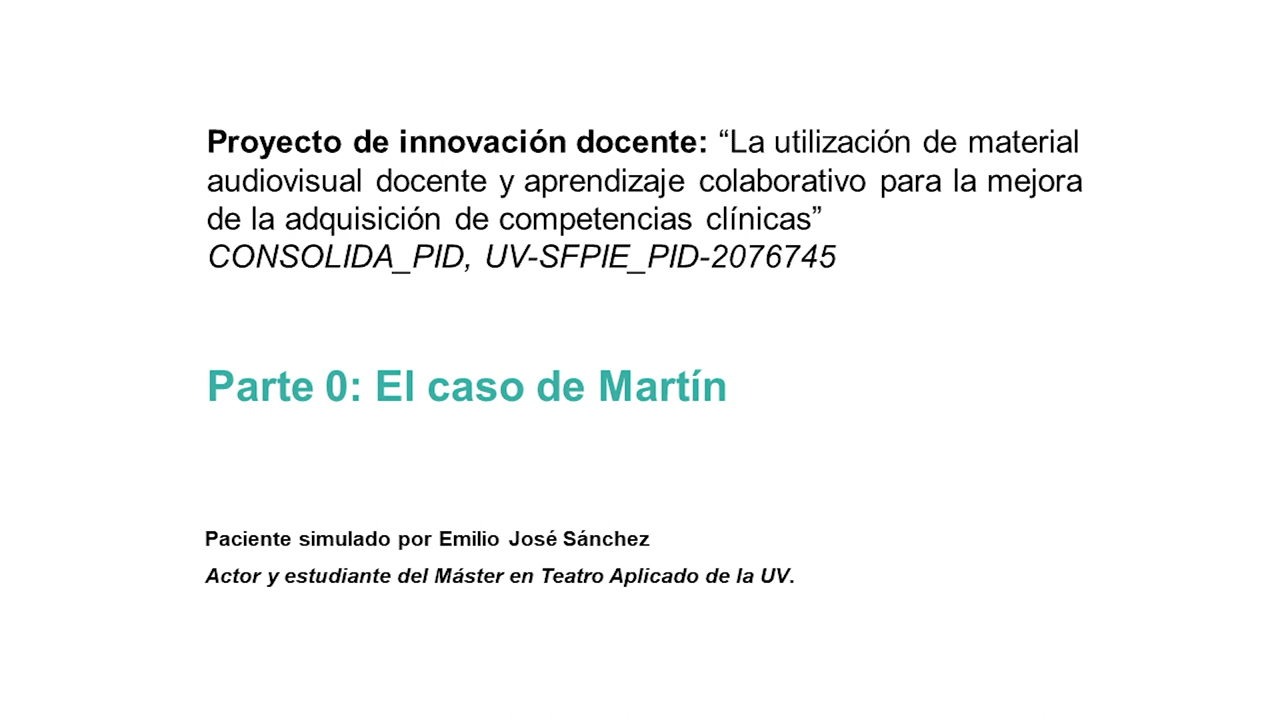 Proyecto de innovación docente: “La utilización de material
audiovisual docente y aprendizaje colaborativo para la mejora
de la adquisición de competencias clínicas”
CONSOLIDA_PID, UV-SFPIE_PID-2076745
Parte 0: El caso de Martín
Paciente simulado por Emilio José Sánchez
Actor y estudiante del Máster en Teatro Aplicado de la UV.